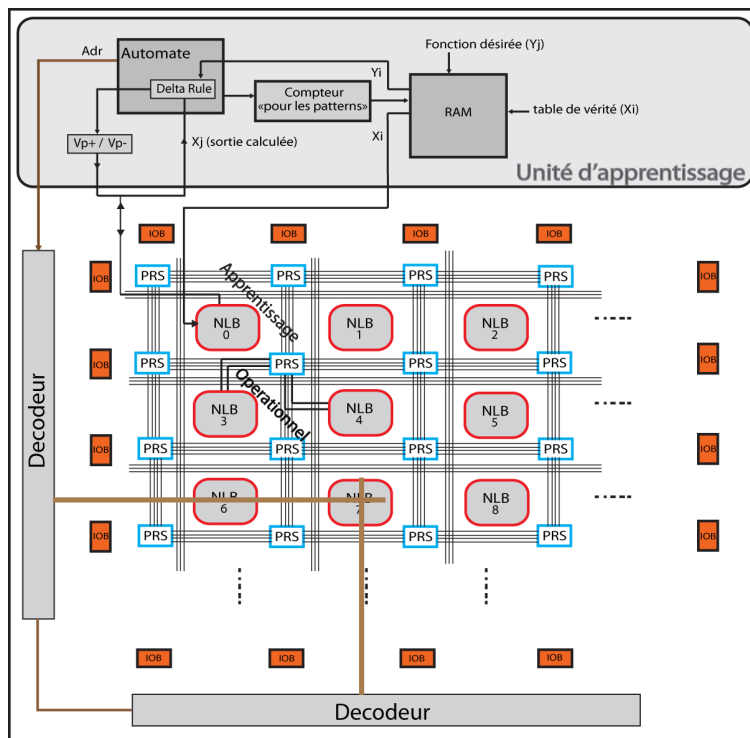 Adr
Automate
Delta Rule
Vp+ / Vp-
Xj (sortie calculée)
Compteur
«pour les patterns»
Yi
Xi
Fonction désirée (Yj)
RAM
table de vérité (Xi)
Unité d'apprentissage
IOB
IOB
IOB
IOB
IOB
PRS
PRS
PRS
PRS
IOB
Apprentissage
NLB
0
NLB
1
NLB
2
IOB
PRS
PRS
PRS
PRS
IOB
Operationnel
NLB
3
NLB
4
NLB
5
Decodeur
IOB
PRS
PRS
PRS
PRS
IOB
NLB
6
NLB
7
NLB
8
IOB
PRS
PRS
PRS
PRS
IOB
IOB
IOB
IOB
IOB
Decodeur